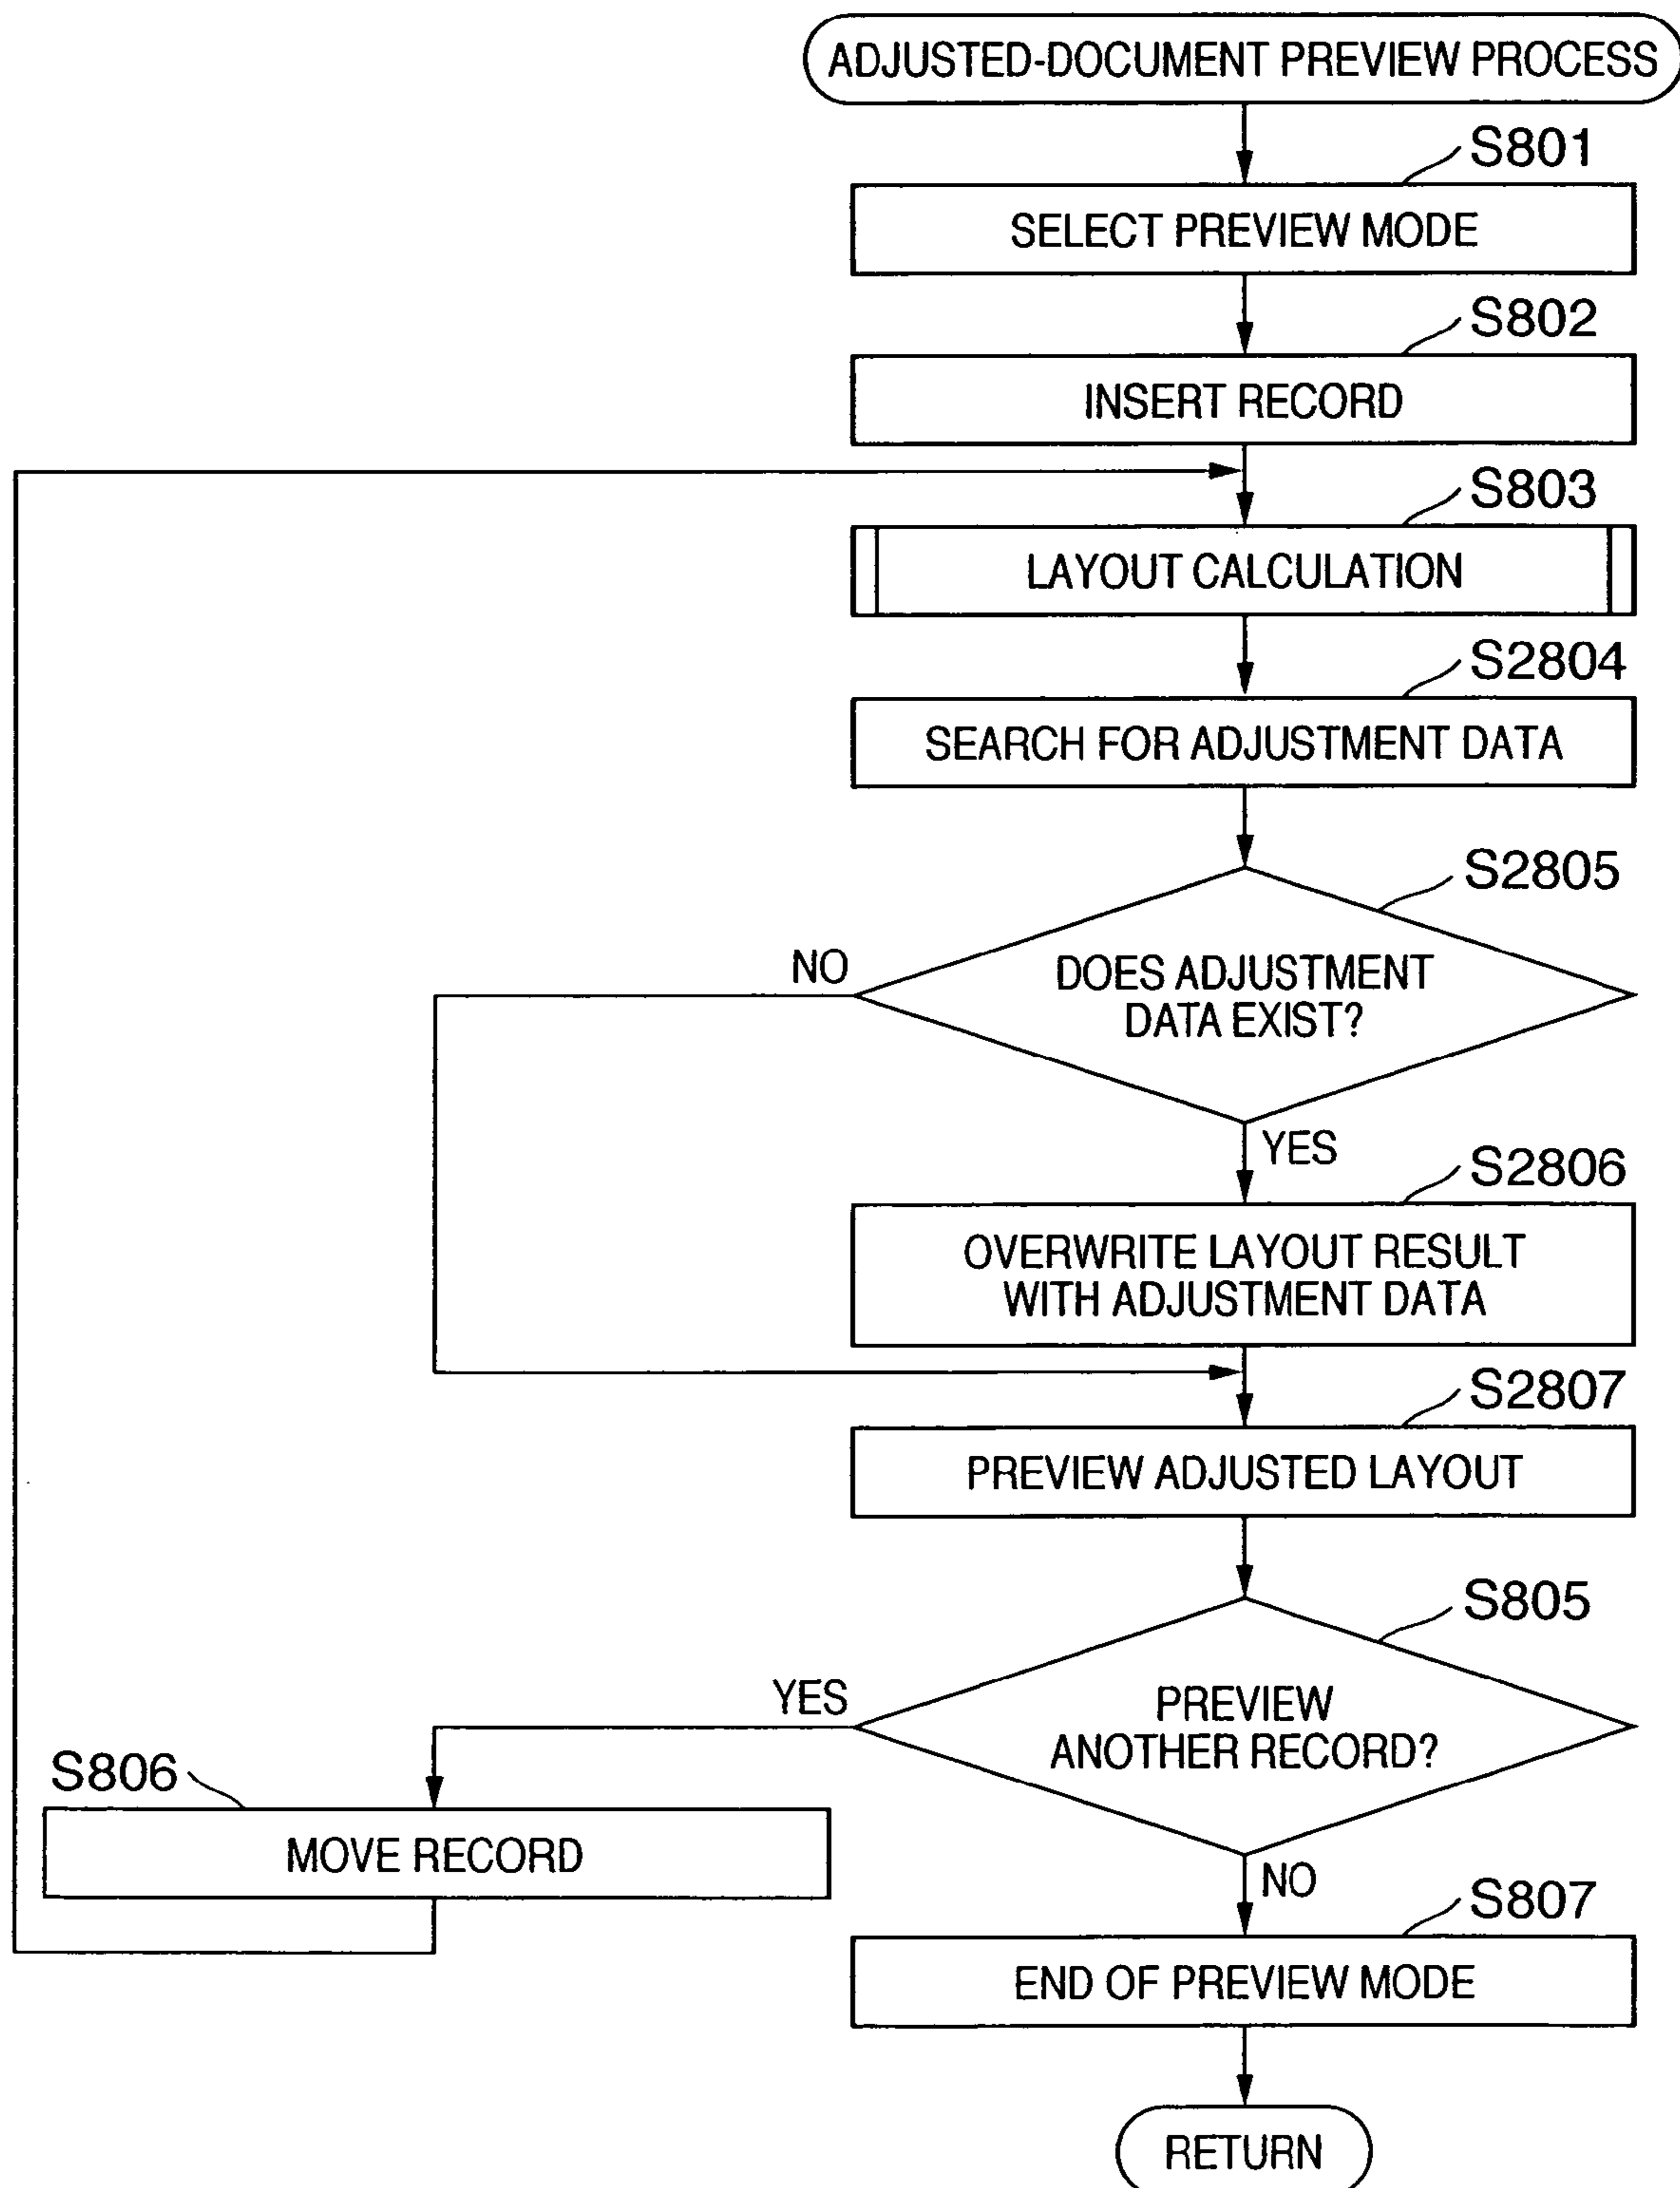 ADJUSTED-DOCUMENT PREVIEW PROCESS
S801
SELECT PREVIEW MODE
S802
INSERT RECORD
S803
LAYOUT CALCULATION
S2804
SEARCH FOR ADJUSTMENT DATA
S2805
NO
DOES ADJUSTMENT
DATA EXIST?
YES
S2806
OVERWRITE LAYOUT RESULT
WITH ADJUSTMENT DATA
S2807
PREVIEW ADJUSTED LAYOUT
S805
YES
PREVIEW
ANOTHER RECORD?
S806
MOVE RECORD
NO
S807
END OF PREVIEW MODE
RETURN